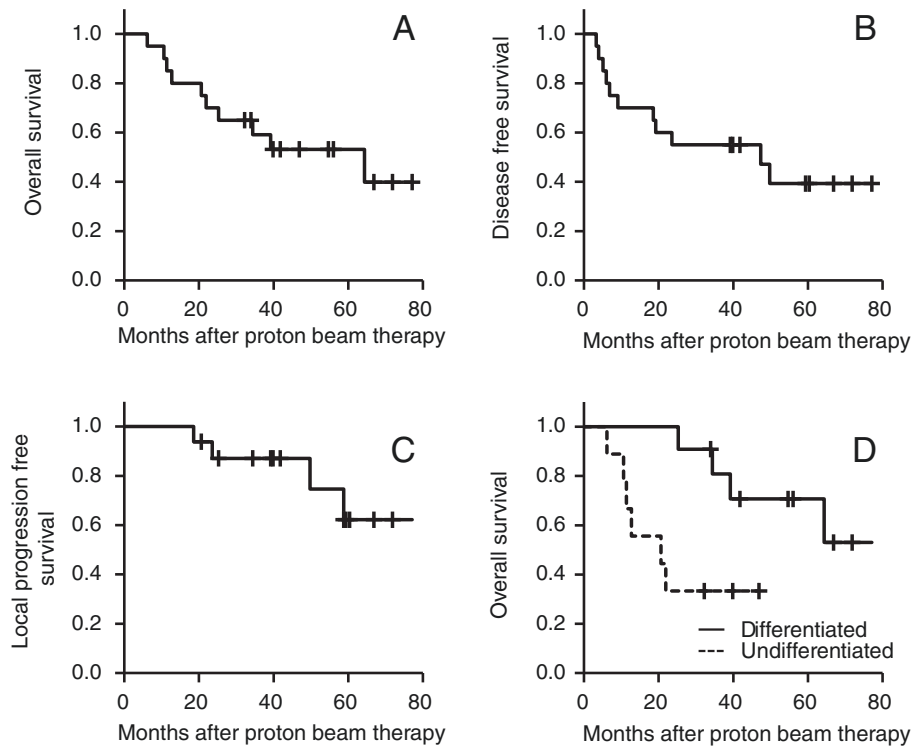 A
1.0
0.8
0.6
0.4
0.2
0.0
Overall survival
0 20 40 60 80
Months after proton beam therapy
B
1.0
0.8
0.6
0.4
0.2
0.0
Disease free survival
0 20 40 60 80
Months after proton beam therapy
C
1.0
0.8
0.6
0.4
0.2
0.0
Local progression free
survival
0 20 40 60 80
Months after proton beam therapy
D
1.0
0.8
0.6
0.4
0.2
0.0
Overall survival
Differentiated
Undifferentiated
0 20 40 60 80
Months after proton beam therapy